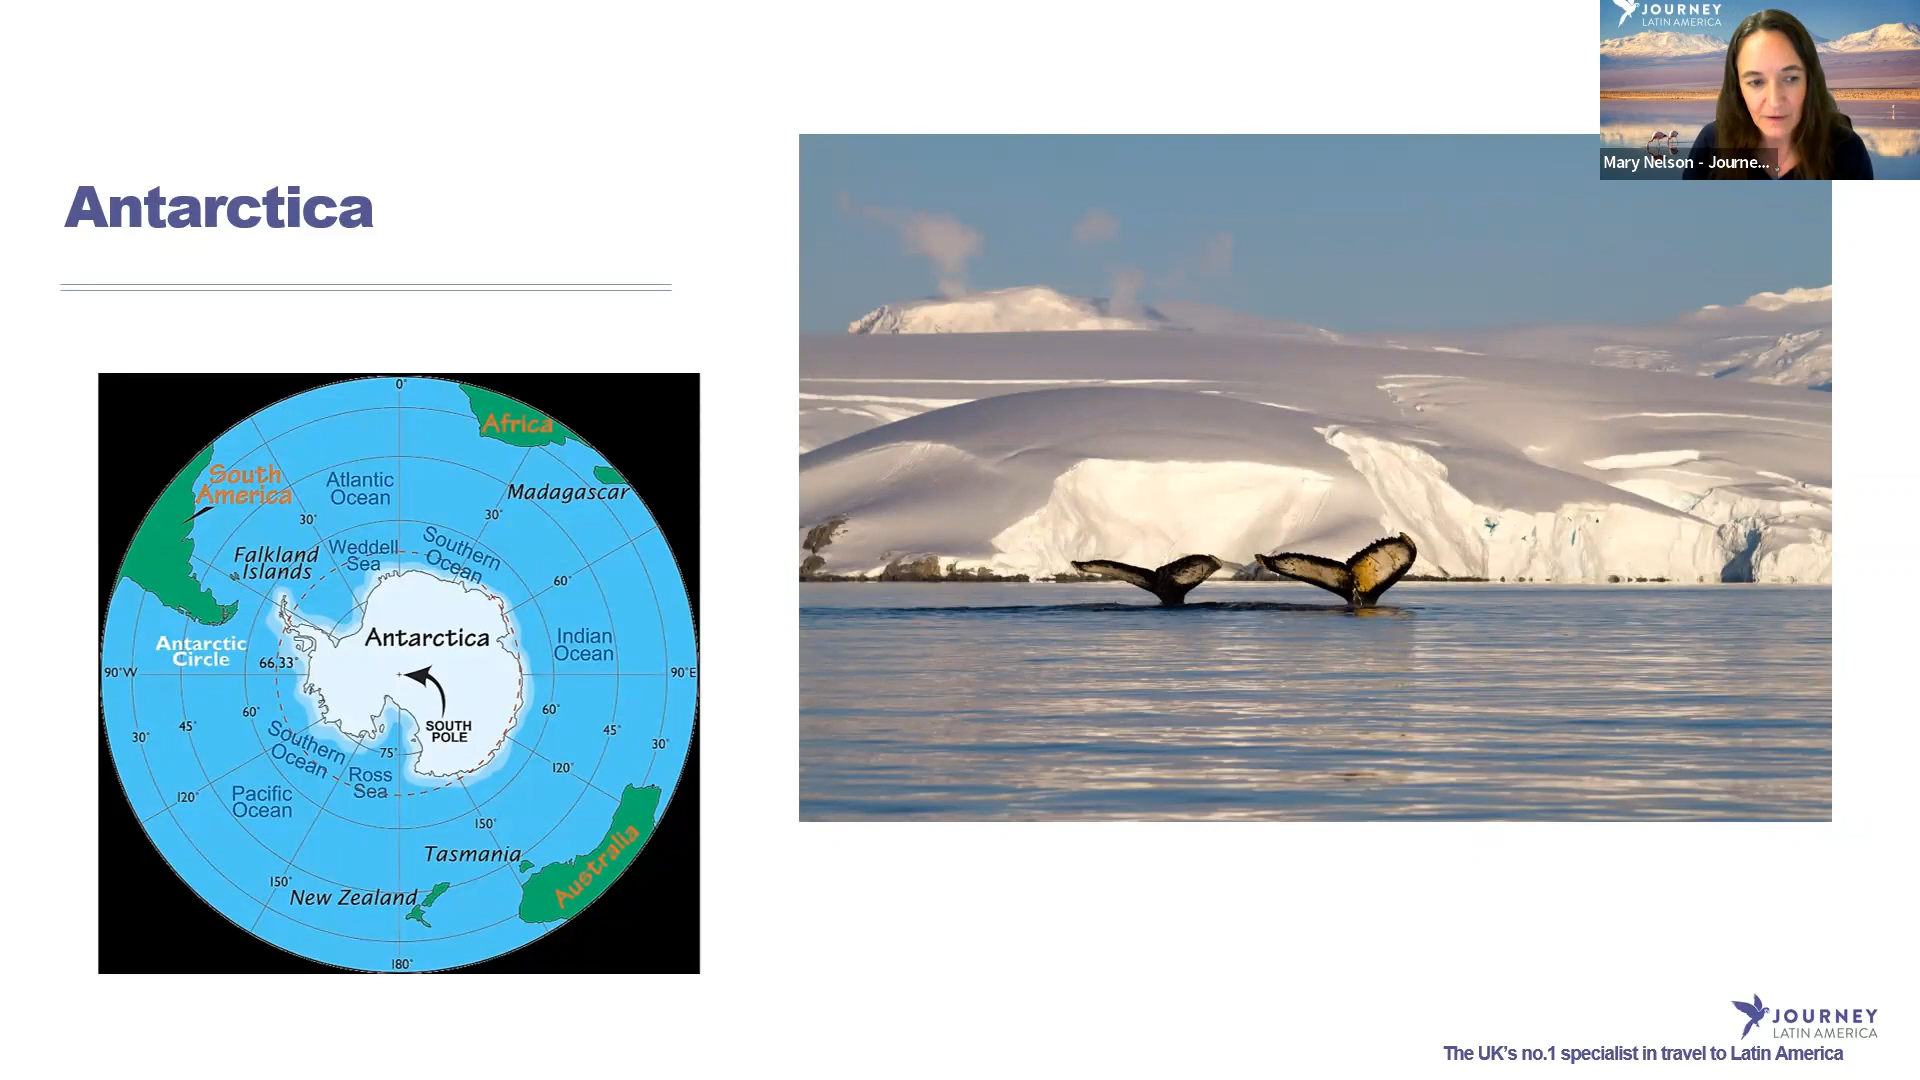 JOURNEY
LATIN AMERICA
Mary Nelson - Journe...
Antarctica
0°
Africa
South
America
Atlantic
Ocean
Madagascar
30°
30°
Falkland
Islands
Weddell
Sea
Southern
Ocean
60°
Antarctic
Circle
66.33°
Antarctica
Indian
Ocean
90°W
90°E
60°
60°
SOUTH
POLE
45°
45°
30°
30°
Southern
Ocean
75°
120°
Ross
Sea
Pacific
Ocean
120°
150°
Tasmania
Australia
150°
New Zealand
180°
JOURNEY
LATIN AMERICA
The UK's no.1 specialist in travel to Latin America